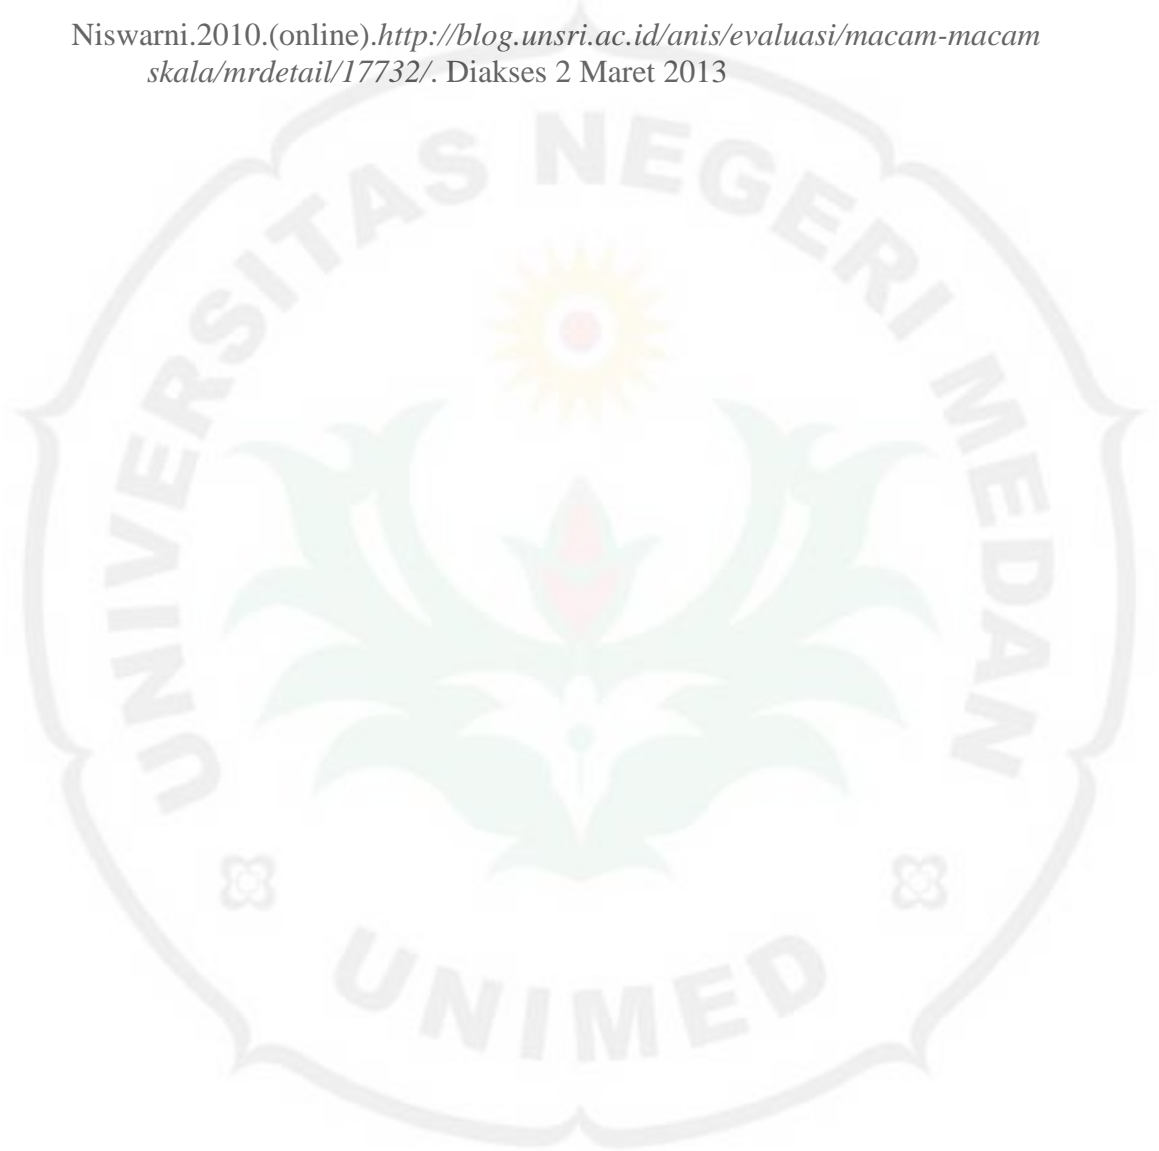 Niswarni.2010.(online).http://blog.unsri.ac.id/anis/evaluasi/macam-macam
skala/mrdetail/17732/. Diakses 2 Maret 2013
UNIVERSITAS NEGERI MEDAN
UNIMED